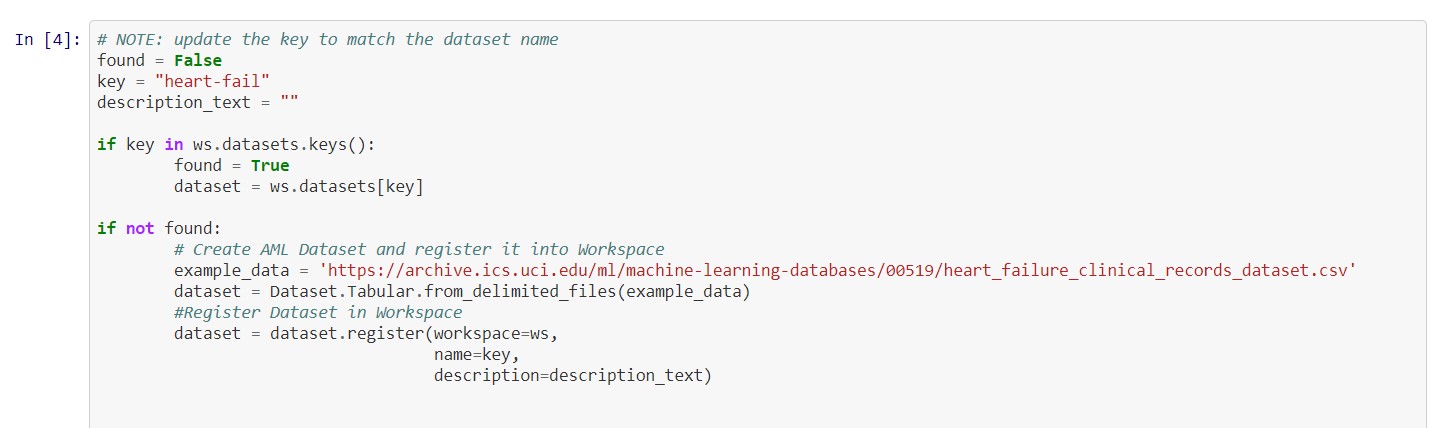 In [4]: # NOTE: update the key to match the dataset name
found = False
key = "heart-fail"
description_text = ""
if key in ws.datasets.keys():
found = True
dataset = ws.datasets[key]
if not found:
# Create AML Dataset and register it into Workspace
example_data = 'https://archive.ics.uci.edu/ml/machine-learning-databases/00519/heart_failure_clinical_records_dataset.csv'
dataset = Dataset.Tabular.from_delimited_files(example_data)
#Register Dataset in Workspace
dataset = dataset.register(workspace=ws,
name=key,
description=description_text)